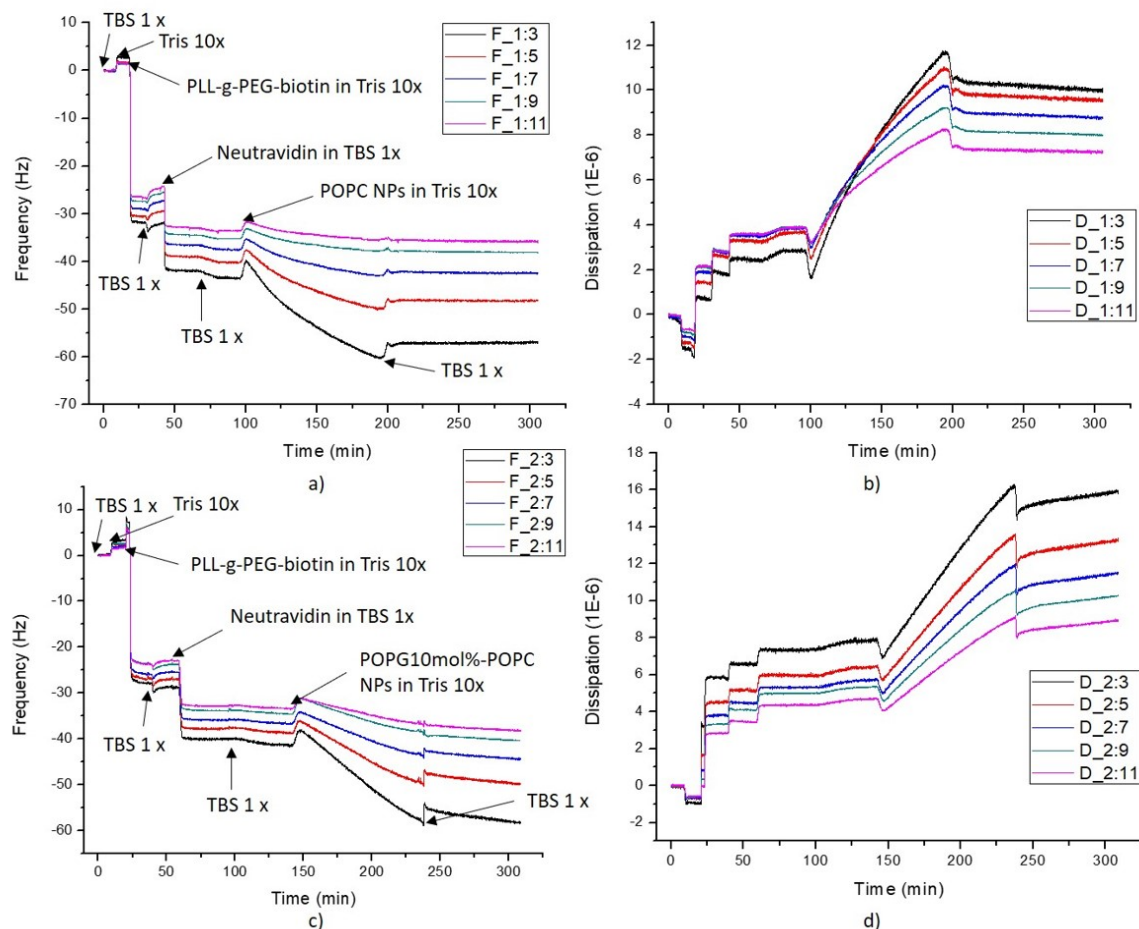 a)
TBS 1 x
Tris 10x
PLL-g-PEG-biotin in Tris 10x
Neutravidin in TBS 1x
POPC NPs in Tris 10x
TBS 1 x
TBS 1 x
TBS 1 x
F_1:3
F_1:5
F_1:7
F_1:9
F_1:11
Frequency (Hz)
10
0
-10
-20
-30
-40
-50
-60
-70
0
50
100
150
200
250
300
Time (min)
a)
b)
Dissipation (1E-6)
12
10
8
6
4
2
0
-2
-4
D_1:3
D_1:5
D_1:7
D_1:9
D_1:11
0
50
100
150
200
250
300
Time (min)
b)
F_2:3
F_2:5
F_2:7
F_2:9
F_2:11
TBS 1 x
Tris 10x
PLL-g-PEG-biotin in Tris 10x
Neutravidin in TBS 1x
POPG10mol%-POPC
NPs in Tris 10x
TBS 1 x
TBS 1 x
TBS 1 x
Frequency (Hz)
10
0
-10
-20
-30
-40
-50
-60
0
50
100
150
200
250
300
Time (min)
c)
Dissipation (1E-6)
18
16
14
12
10
8
6
4
2
0
-2
D_2:3
D_2:5
D_2:7
D_2:9
D_2:11
0
50
100
150
200
250
300
Time (min)
d)